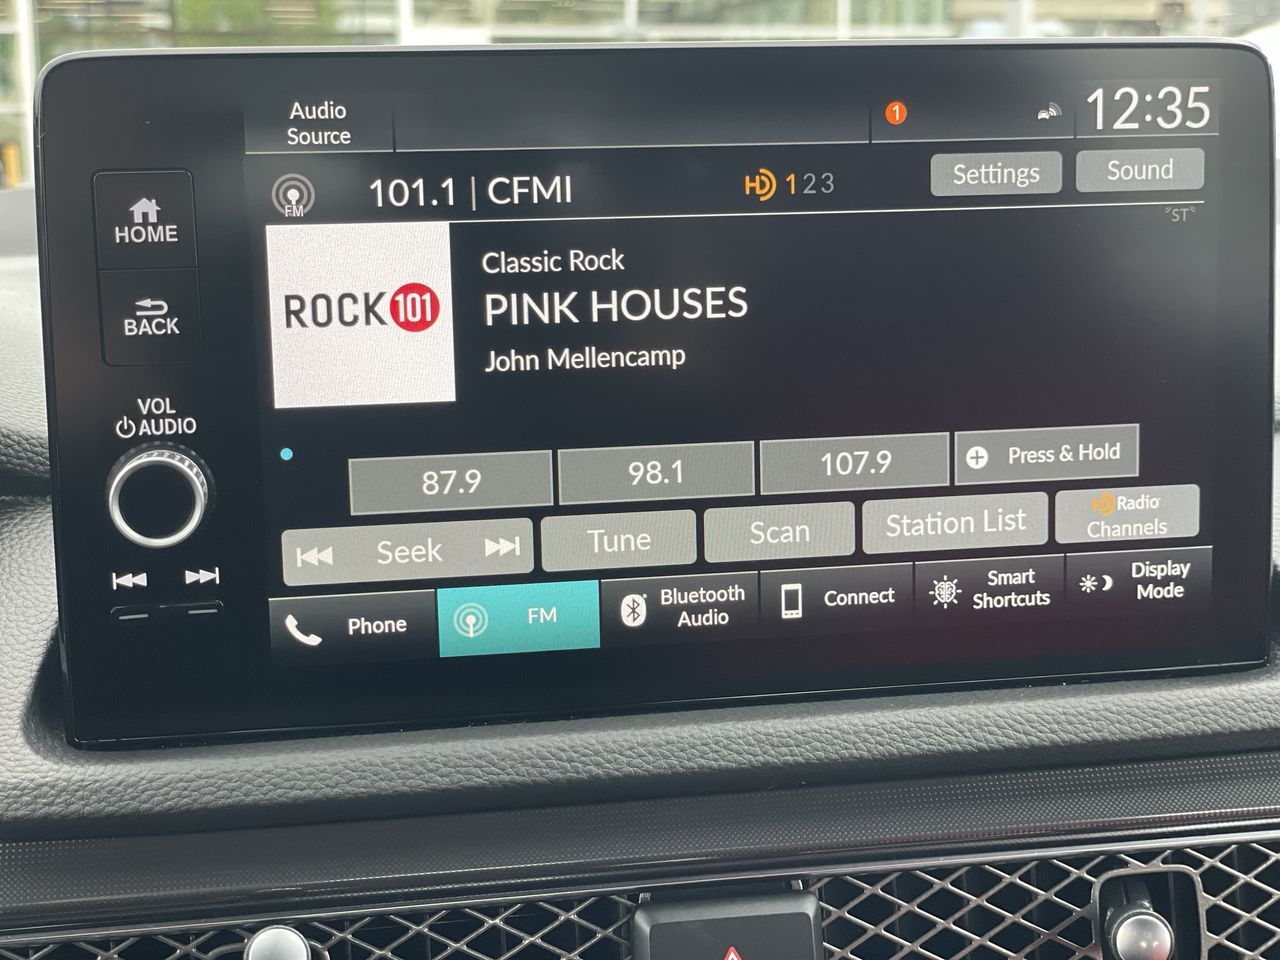 Audio
Source
1
12:35
FM
101.1 | CFMI
HD 1 2 3
Settings
Sound
"ST"
HOME
BACK
VOL
AUDIO
ROCK 101
Classic Rock
PINK HOUSES
John Mellencamp
87.9
98.1
107.9
Press & Hold
Seek
Tune
Scan
Station List
HD Radio
Channels
Phone
FM
Bluetooth
Audio
Connect
Smart
Shortcuts
Display
Mode